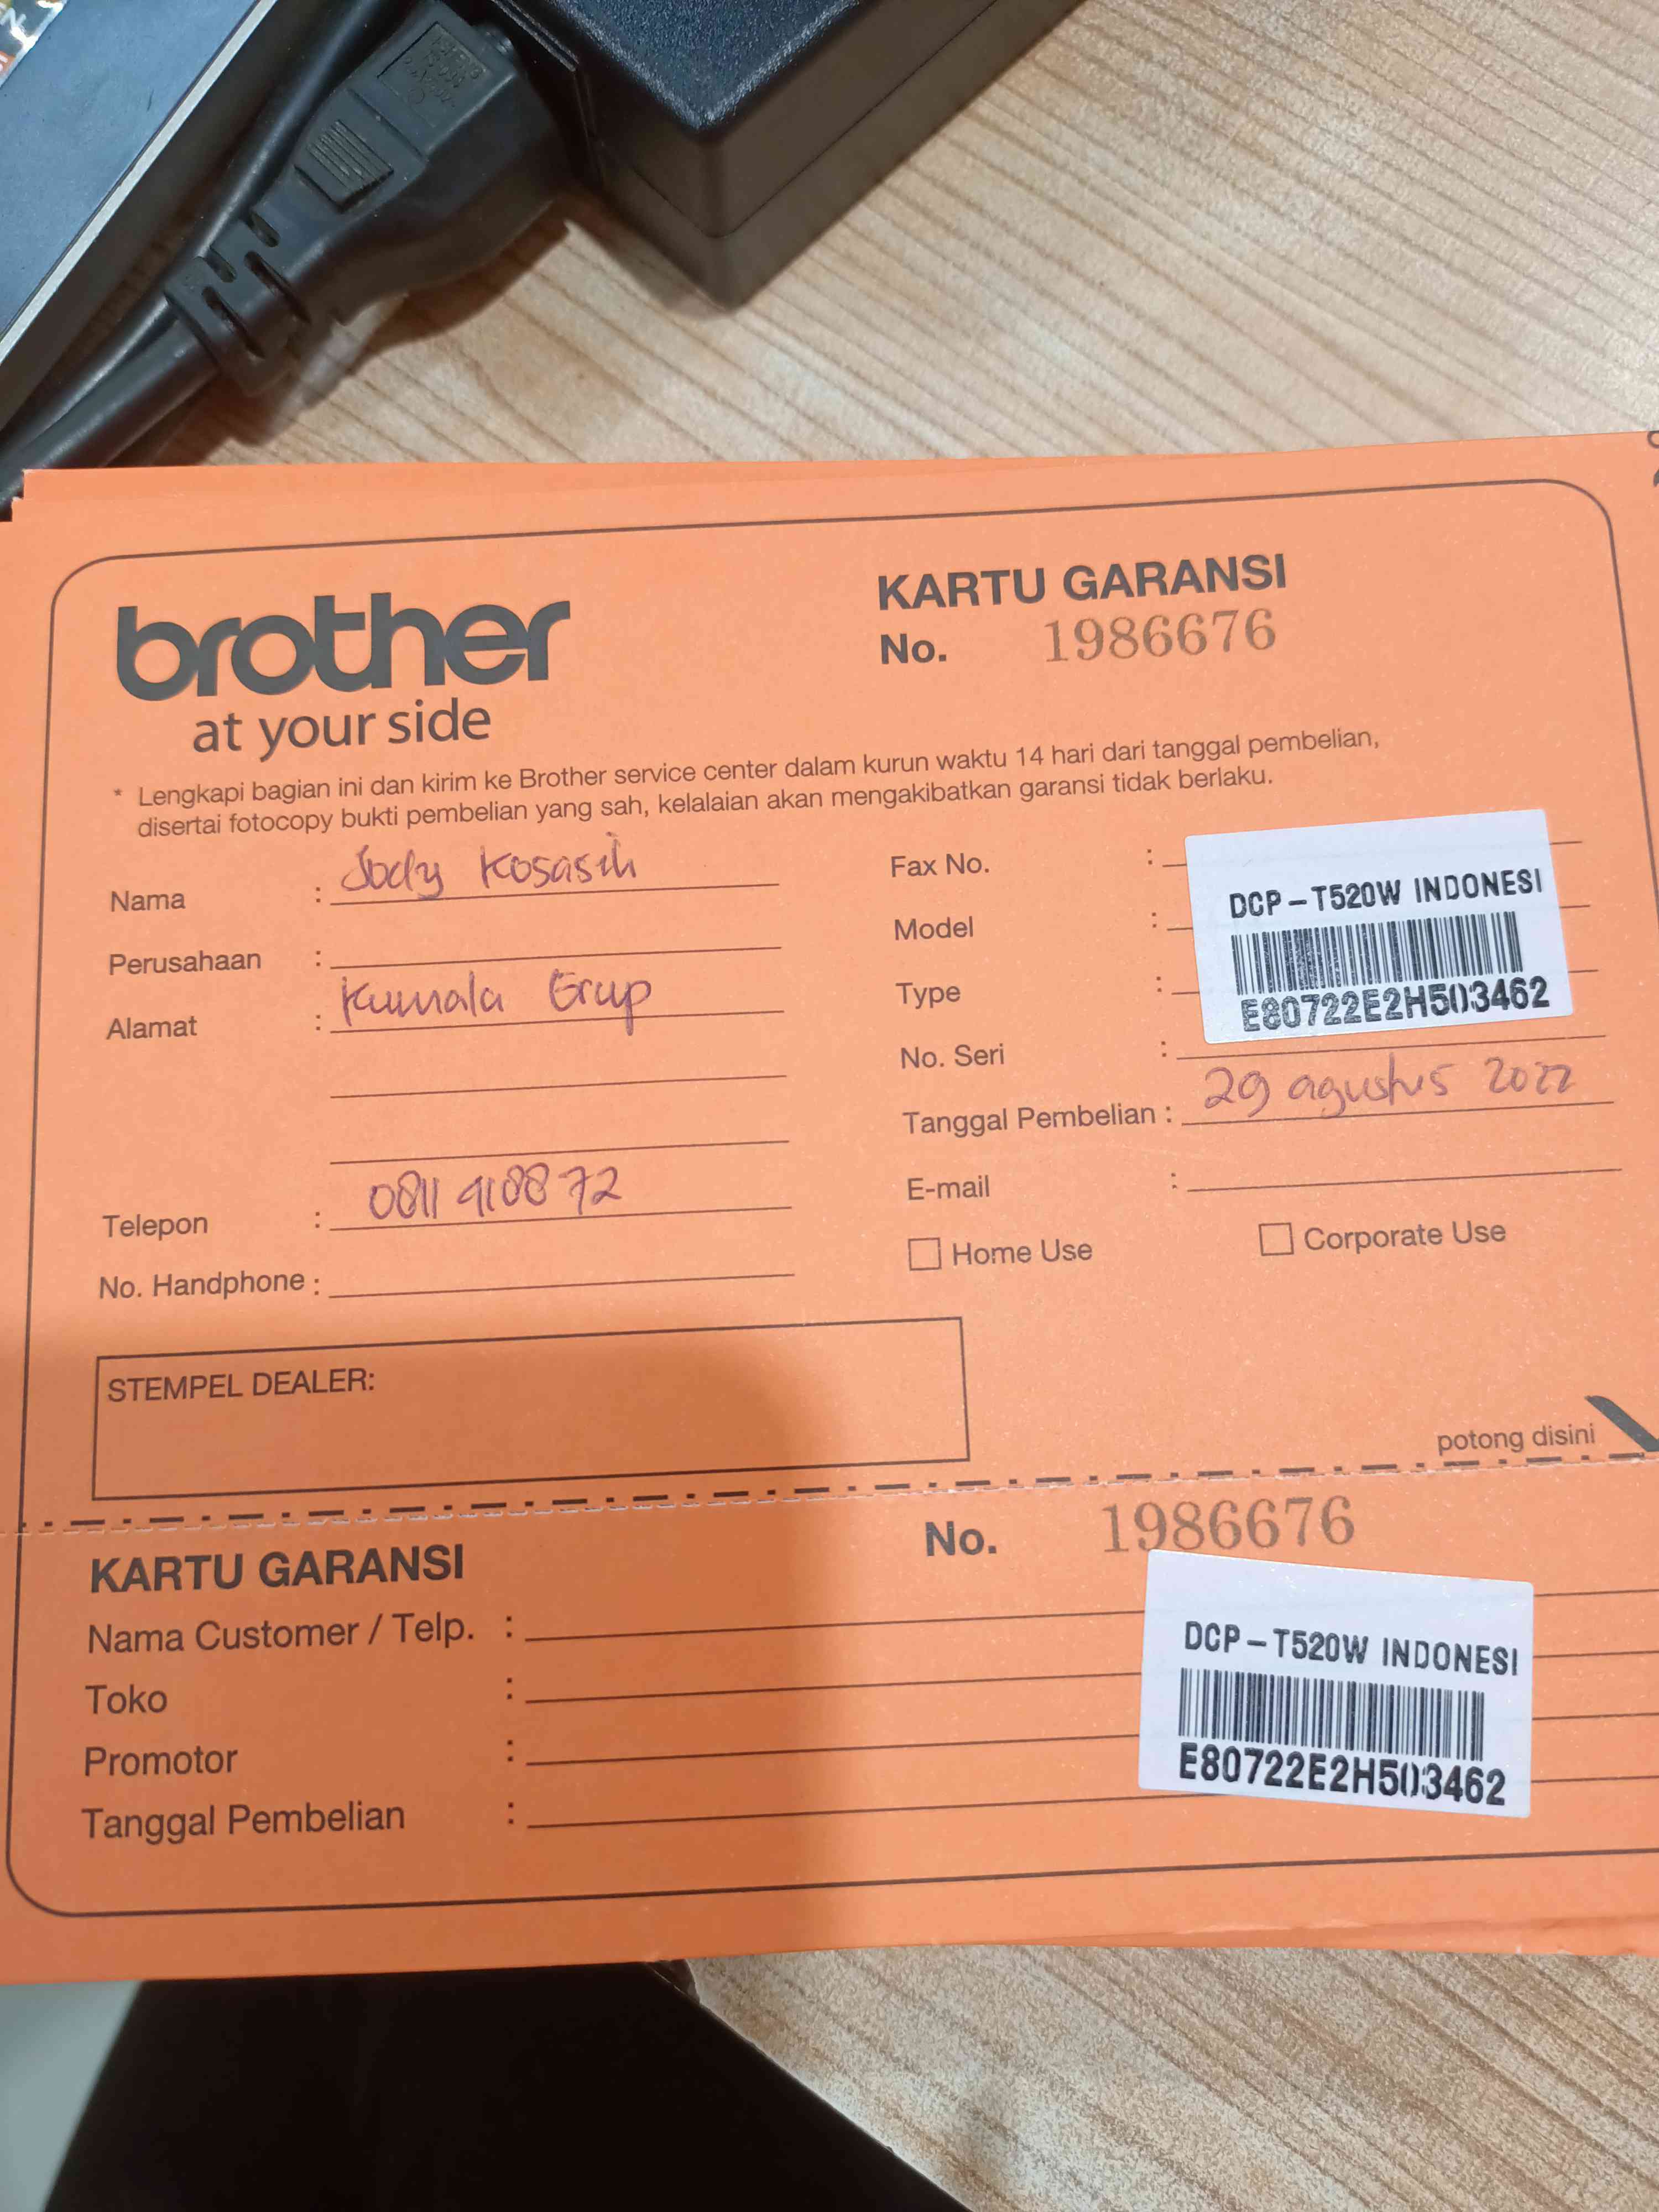 brother
at your side
KARTU GARANSI
No. 1986676
* Lengkapi bagian ini dan kirim ke Brother service center dalam kurun waktu 14 hari dari tanggal pembelian,
disertai fotocopy bukti pembelian yang sah, kelalaian akan mengakibatkan garansi tidak berlaku.
Nama : Jody Kosasih
Perusahaan :
Alamat : Kumala Grup
Telepon : 0811 410872
No. Handphone :
Fax No. :
Model :
Type :
No. Seri :
DCP-T520W INDONESI
E80722E2H503462
Tanggal Pembelian : 29 agustus 2022
E-mail :
Home Use
Corporate Use
STEMPEL DEALER:
potong disini
KARTU GARANSI
No. 1986676
Nama Customer / Telp. :
Toko :
Promotor :
Tanggal Pembelian :
DCP-T520W INDONESI
E80722E2H503462